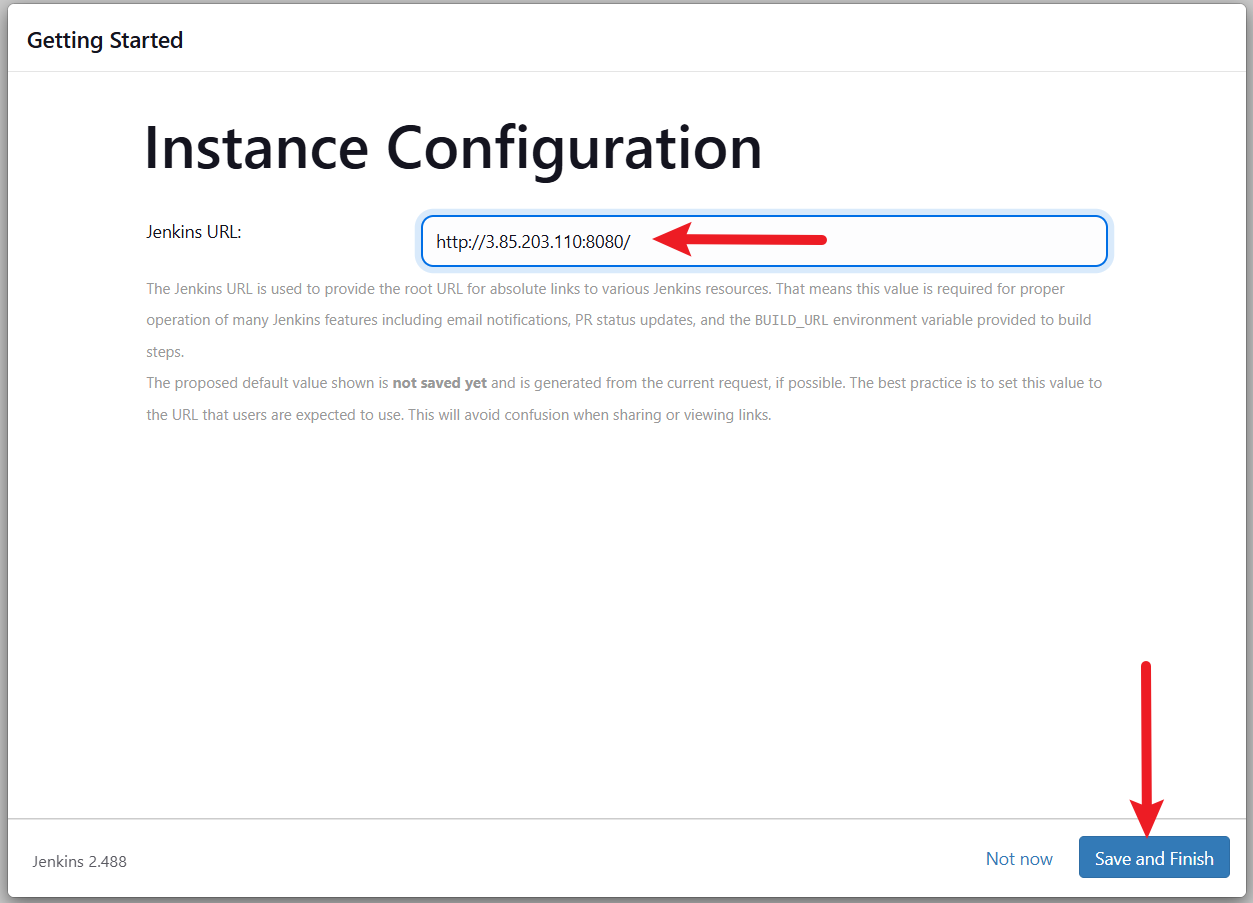 Getting Started
Instance Configuration
Jenkins URL:
http://3.85.203.110:8080/
The Jenkins URL is used to provide the root URL for absolute links to various Jenkins resources. That means this value is required for proper
operation of many Jenkins features including email notifications, PR status updates, and the BUILD_URL environment variable provided to build
steps.
The proposed default value shown is not saved yet and is generated from the current request, if possible. The best practice is to set this value to
the URL that users are expected to use. This will avoid confusion when sharing or viewing links.
Jenkins 2.488
Not now
Save and Finish